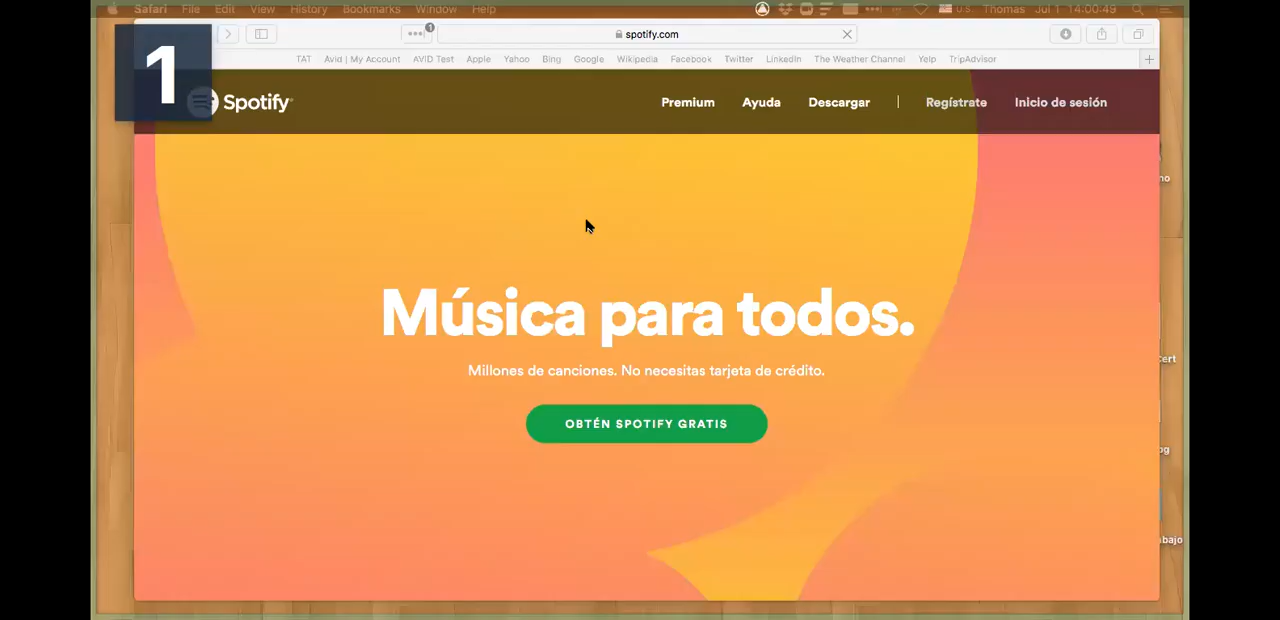 Safari File Edit View History Bookmarks Window Help U.S. Thomas Jul 1 14:00:49
1
1
spotify.com
TAT Avid | My Account AVID Test Apple Yahoo Bing Google Wikipedia Facebook Twitter LinkedIn The Weather Channel Yelp TripAdvisor
Spotify
Premium Ayuda Descargar | Regístrate Inicio de sesión
Música para todos.
Millones de canciones. No necesitas tarjeta de crédito.
OBTÉN SPOTIFY GRATIS